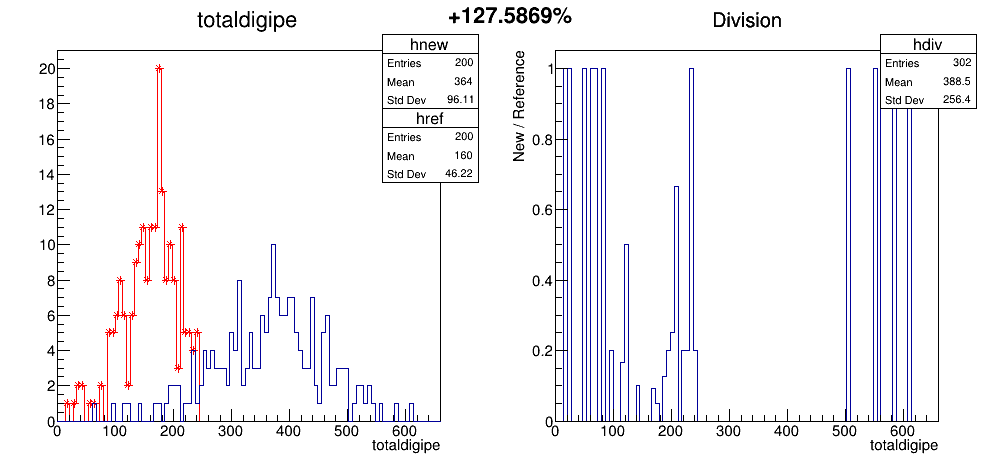 +127.5869%
totaldigipe
hnew
Entries 200
Mean 364
Std Dev 96.11
href
Entries 200
Mean 160
Std Dev 46.22
20
18
16
14
12
10
8
6
4
2
0
0 100 200 300 400 500 600
totaldigipe
Division
hdiv
Entries 302
Mean 388.5
Std Dev 256.4
New / Reference
1
0.8
0.6
0.4
0.2
0
0 100 200 300 400 500 600
totaldigipe